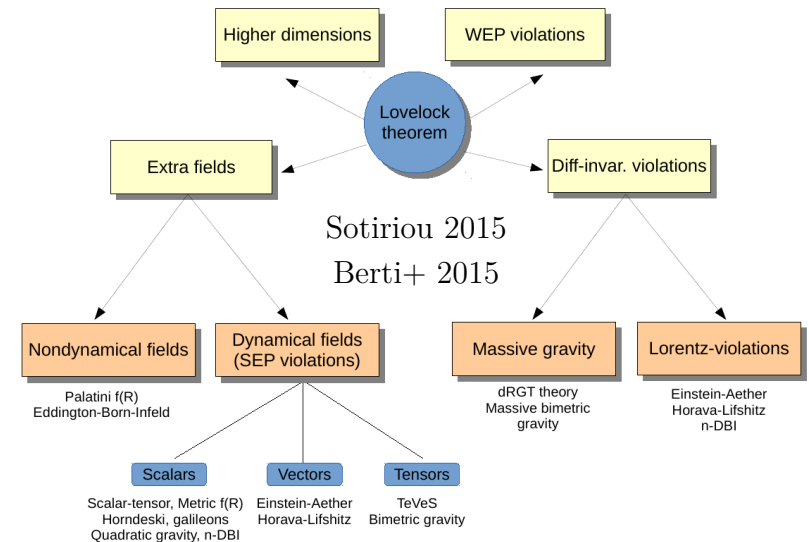 Higher dimensions
WEP violations
Lovelock
theorem
Extra fields
Diff-invar. violations
Sotiriou 2015
Berti+ 2015
Nondynamical fields
Dynamical fields
(SEP violations)
Massive gravity
Lorentz-violations
Palatini f(R)
Eddington-Born-Infeld
dRGT theory
Massive bimetric
gravity
Einstein-Aether
Horava-Lifshitz
n-DBI
Scalars
Vectors
Tensors
Scalar-tensor, Metric f(R)
Horndeski, galileons
Quadratic gravity, n-DBI
Einstein-Aether
Horava-Lifshitz
TeVeS
Bimetric gravity